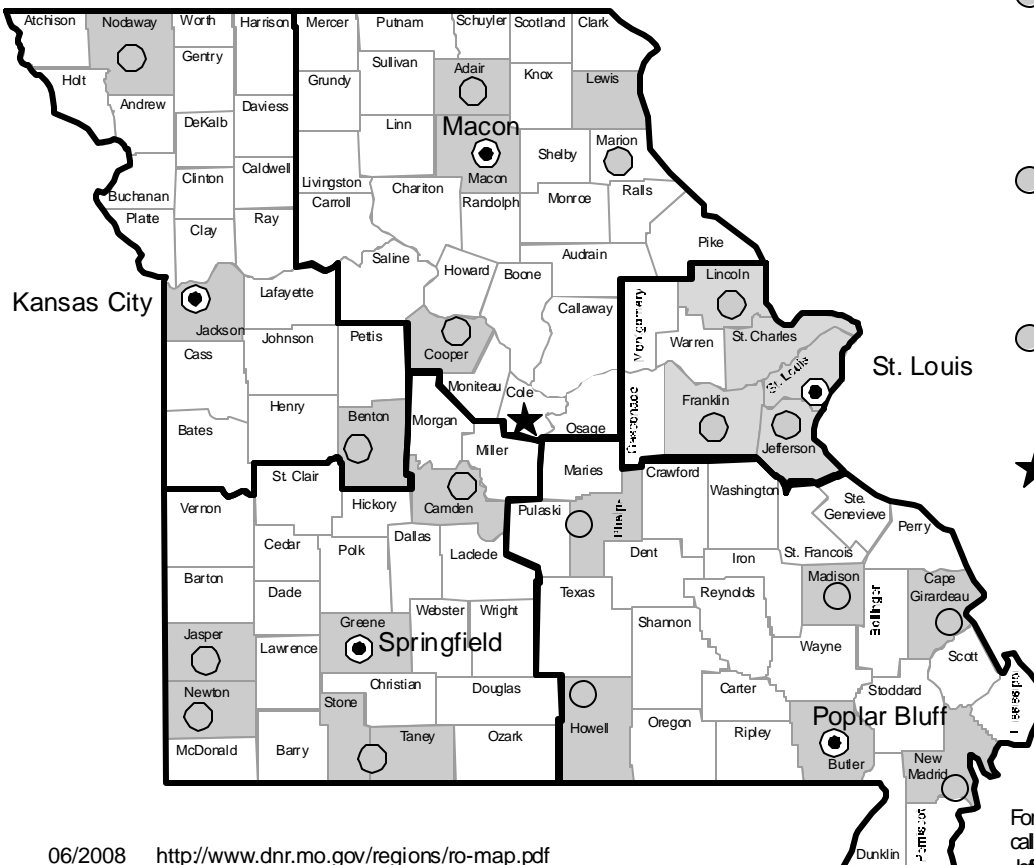 Atchison
Nodaway
Worth
Harrison
Mercer
Putnam
Schuyler
Scotland
Clark
Gentry
Holt
Grundy
Sullivan
Adair
Knox
Lewis
Andrew
DeKalb
Daviess
Linn
Macon
Marion
Shelby
Macon
Buchanan
Clinton
Caldwell
Livingston
Chariton
Randolph
Monroe
Ralls
Carroll
Platte
Clay
Ray
Pike
Saline
Howard
Boone
Audrain
Lincoln
Kansas City
Jackson
Lafayette
Callaway
Montgomery
Warren
St. Charles
Cass
Johnson
Pettis
Cooper
St. Louis
St. Louis
Moniteau
Cole
Franklin
Gasconade
Henry
Benton
Morgan
Osage
Bates
Miller
Jefferson
St. Clair
Maries
Crawford
Washington
Vernon
Hickory
Camden
Pulaski
Phelps
Ste.
Genevieve
Perry
Cedar
Polk
Dallas
Laclede
Dent
Iron
St. Francois
Barton
Dade
Texas
Reynolds
Madison
Bollinger
Cape
Girardeau
Webster
Wright
Greene
Springfield
Shannon
Jasper
Lawrence
Wayne
Scott
Newton
Christian
Douglas
Carter
Stoddard
Stone
Howell
Oregon
Ripley
Poplar Bluff
McDonald
Barry
Taney
Ozark
Butler
New
Madrid
Dunklin
Pemiscot
For
06/2008 http://www.dnr.mo.gov/regions/ro-map.pdf